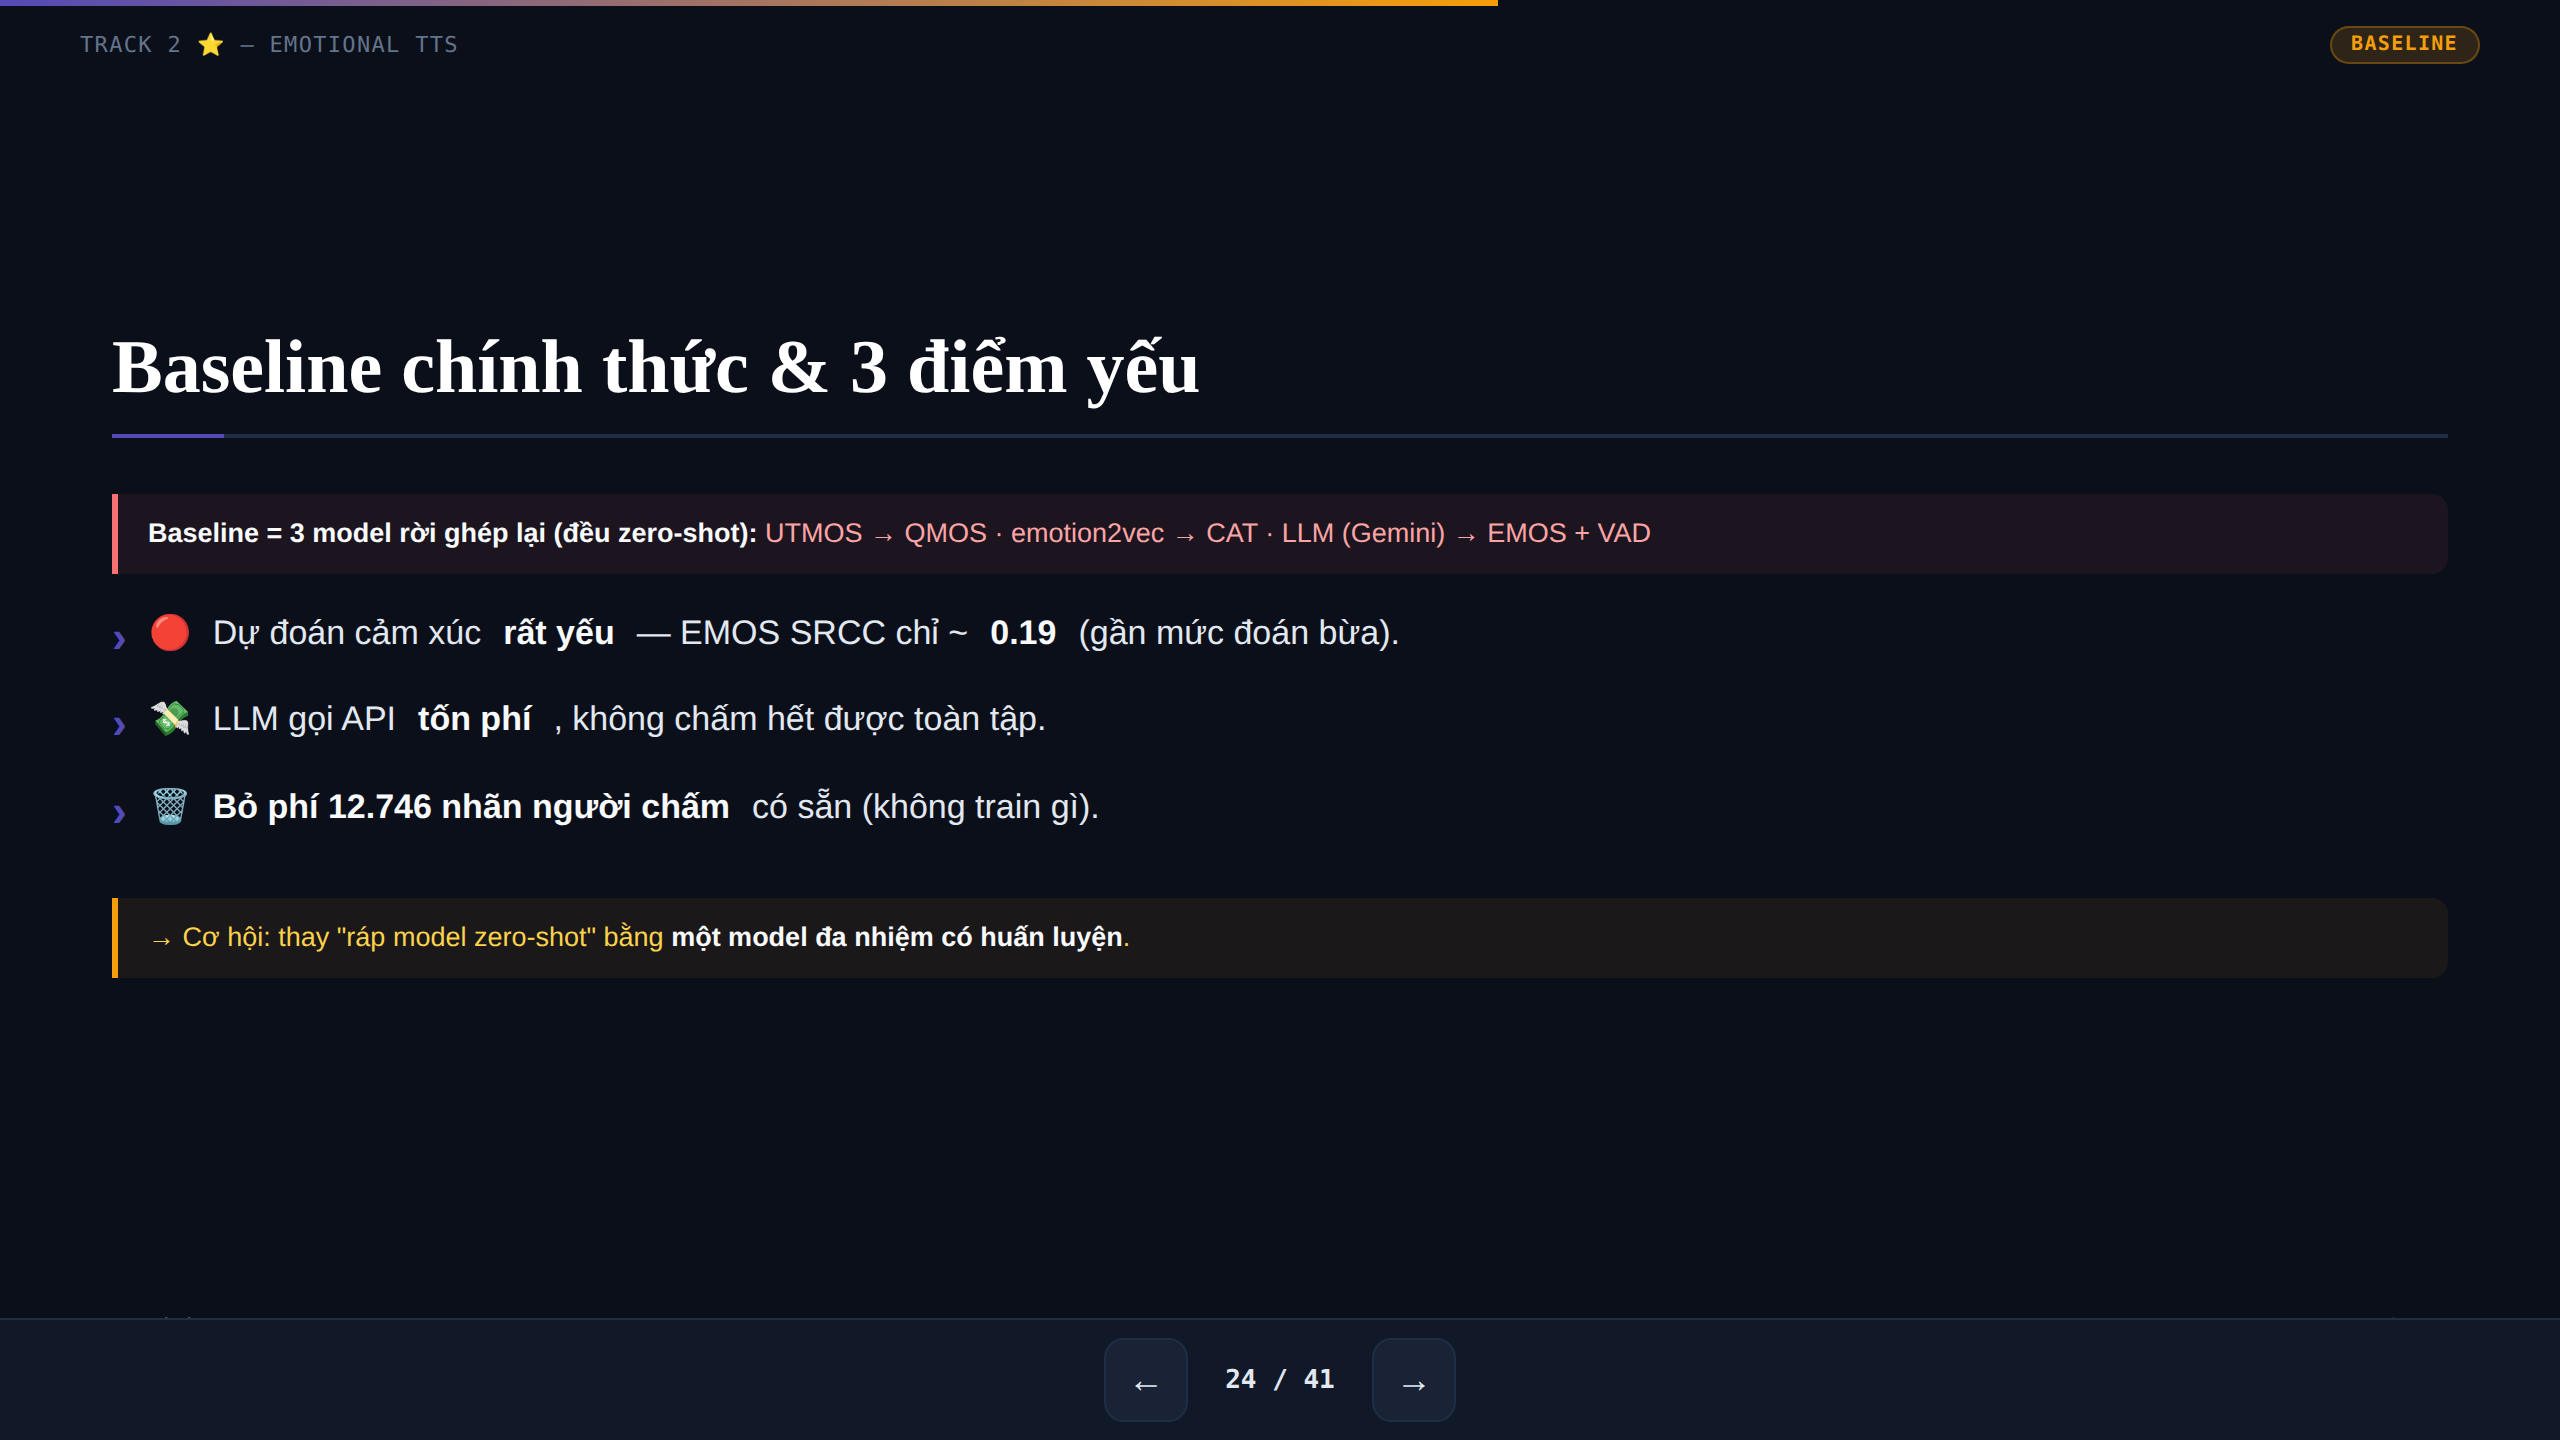 TRACK 2 ⭐ — EMOTIONAL TTS
BASELINE
Baseline chính thức & 3 điểm yếu
Baseline = 3 model rời ghép lại (đều zero-shot): UTMOS → QMOS · emotion2vec → CAT · LLM (Gemini) → EMOS + VAD
› 🔴 Dự đoán cảm xúc rất yếu — EMOS SRCC chỉ ~ 0.19 (gần mức đoán bừa).
› 💸 LLM gọi API tốn phí , không chấm hết được toàn tập.
› 🗑️ Bỏ phí 12.746 nhãn người chấm có sẵn (không train gì).
→ Cơ hội: thay "ráp model zero-shot" bằng một model đa nhiệm có huấn luyện.
← 24 / 41 →